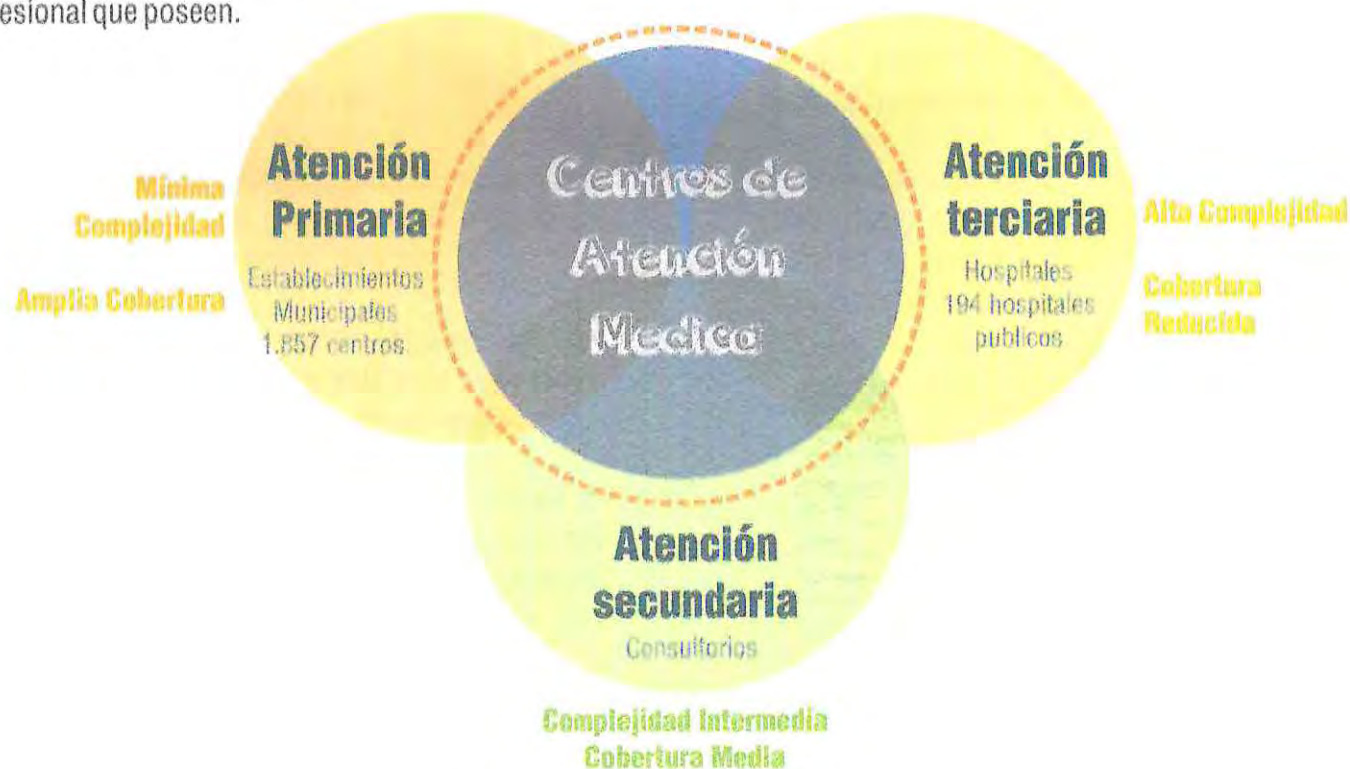 esional que poseen.
Mínima
Complejidad
Amplia Cobertura
Atención
Primaria
Establecimientos
Municipales
1.857 centros
Centros de
Atención
Medica
Atención
terciaria
Hospitales
194 hospitales
publicos
Alta Complejidad
Cobertura
Reducida
Atención
secundaria
Consultorios
Complejidad Intermedia
Cobertura Media